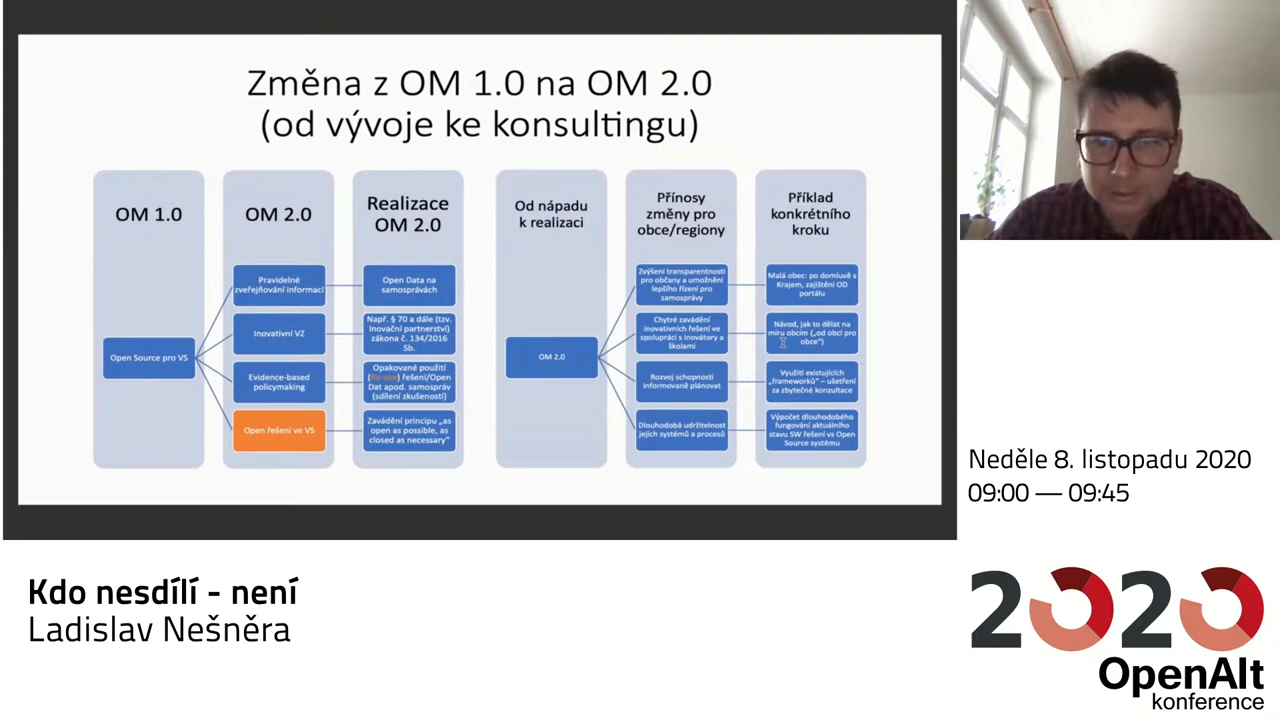 Změna z OM 1.0 na OM 2.0
(od vývoje ke konsultingu)
OM 1.0
Open Source pro VS
OM 2.0
Pravidelné
zveřejňování informací
Inovativní VZ
Evidence-based
policymaking
Open řešení ve VS
Realizace
OM 2.0
Open Data na
samosprávách
Např. § 70 a dále (tzv.
Inovační partnerství)
zákona č. 134/2016
Sb.
Opakované použití
(Re-use) řešení/Open
Dat apod. samospráv
(sdílení zkušeností)
Zavádění principu „as
open as possible, as
closed as necessary“
Od nápadu
k realizaci
OM 2.0
Přínosy
změny pro
obce/regiony
Zvýšení transparentnosti
pro občany a umožnění
lepšího řízení pro
samosprávy
Chytré zavádění
inovativních řešení ve
spolupráci s inovátory a
školami
Rozvoj schopnosti
informovaně plánovat
Dlouhodobá udržitelnost
jejich systémů a procesů
Příklad
konkrétního
kroku
Malá obec: po domluvě s
Krajem, zajištění OD
portálu
Návod, jak to dělat na
míru obcím („od obcí pro
obce“)
Využití existujících
„frameworků“ – ušetření
za zbytečné konzultace
Výpočet dlouhodobého
fungování aktuálního
stavu SW řešení vs Open
Source systému
Neděle 8. listopadu 2020
09:00 — 09:45
Kdo nesdílí - není
Ladislav Nešněra
2020
OpenAlt
konference